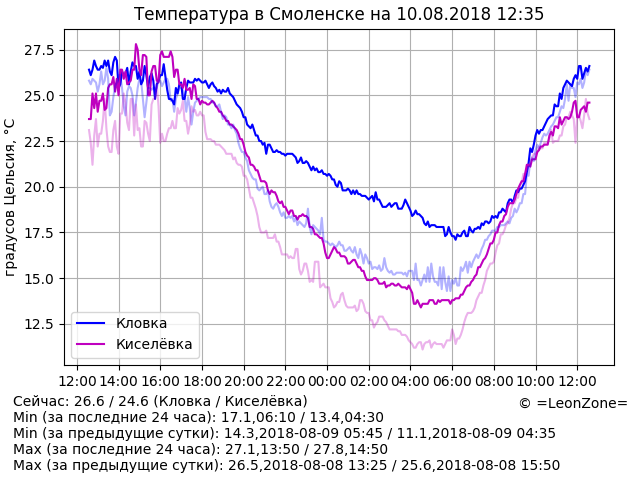 Температура в Смоленске на 10.08.2018 12:35
27.5
25.0
22.5
20.0
17.5
15.0
12.5
градусов Цельсия, °C
Кловка
Киселёвка
12:00 14:00 16:00 18:00 20:00 22:00 00:00 02:00 04:00 06:00 08:00 10:00 12:00
Сейчас: 26.6 / 24.6 (Кловка / Киселёвка)
© =LeonZone=
Min (за последние 24 часа): 17.1,06:10 / 13.4,04:30
Min (за предыдущие сутки): 14.3,2018-08-09 05:45 / 11.1,2018-08-09 04:35
Max (за последние 24 часа): 27.1,13:50 / 27.8,14:50
Max (за предыдущие сутки): 26.5,2018-08-08 13:25 / 25.6,2018-08-08 15:50